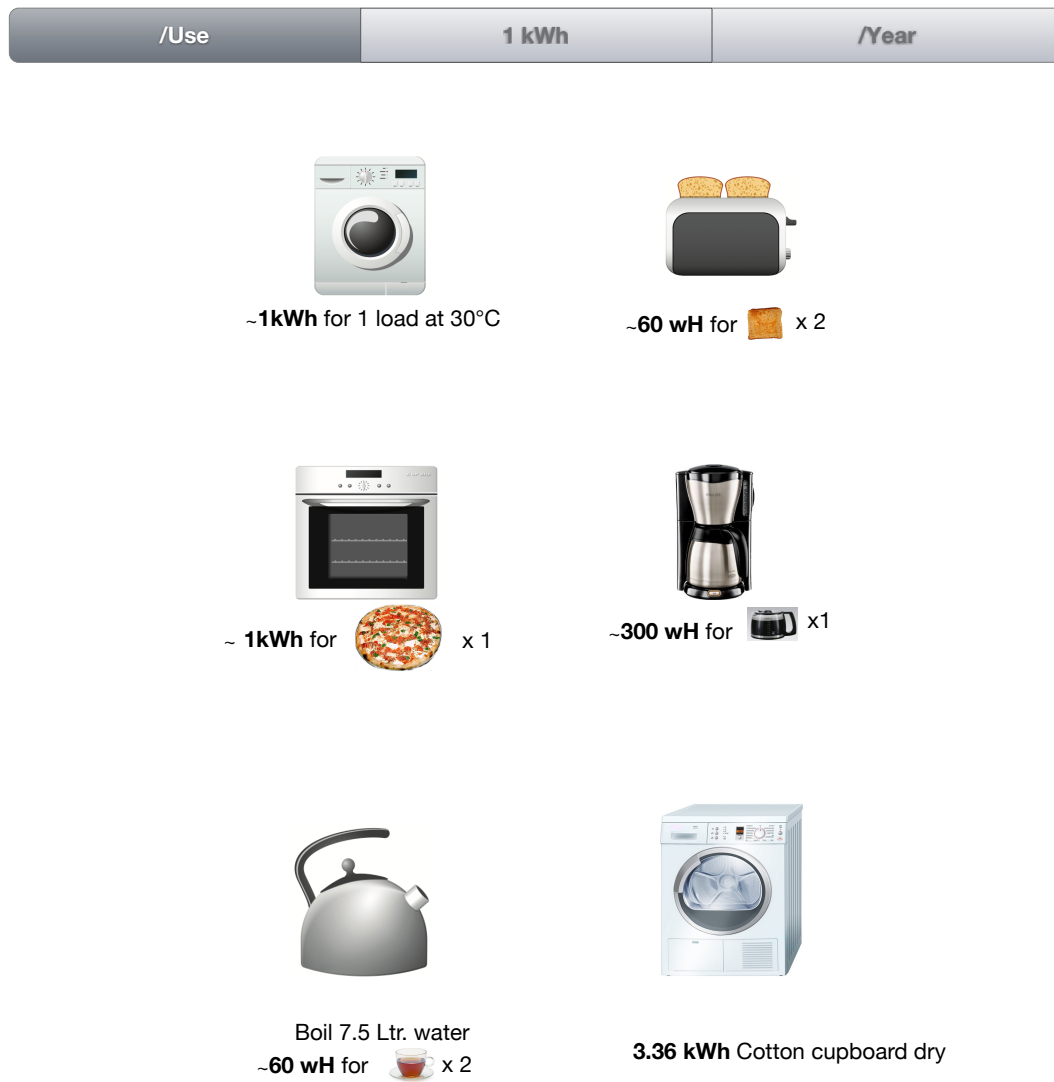 /Use
1 kWh
/Year
~1kWh for 1 load at 30°C
~60 wH for x 2
~ 1kWh for x 1
~300 wH for x1
Boil 7.5 Ltr. water
~60 wH for x 2
3.36 kWh Cotton cupboard dry